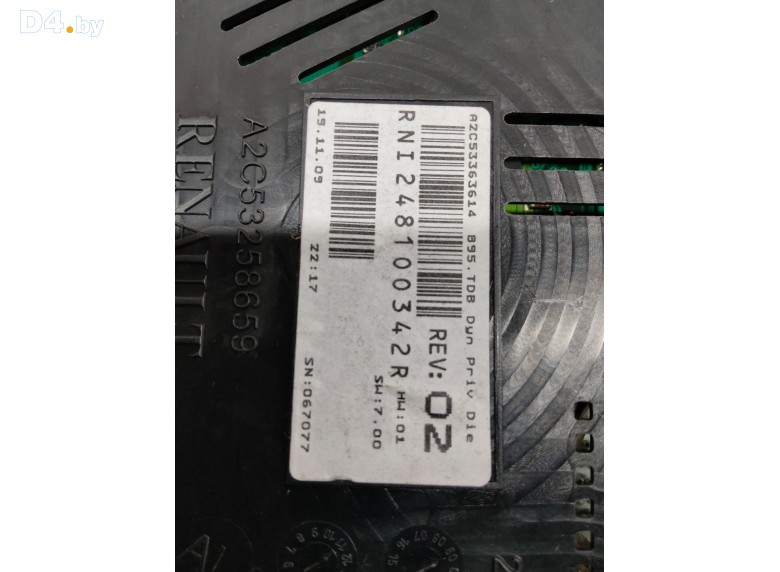 D4.by
A2C53363614 B95.TDB Dyn Priv Die
REV: 02
RNI248100342R
HW:01
SW:7.00
19.11.09
22:17
SN:067077
A2C53258659
RENAULT